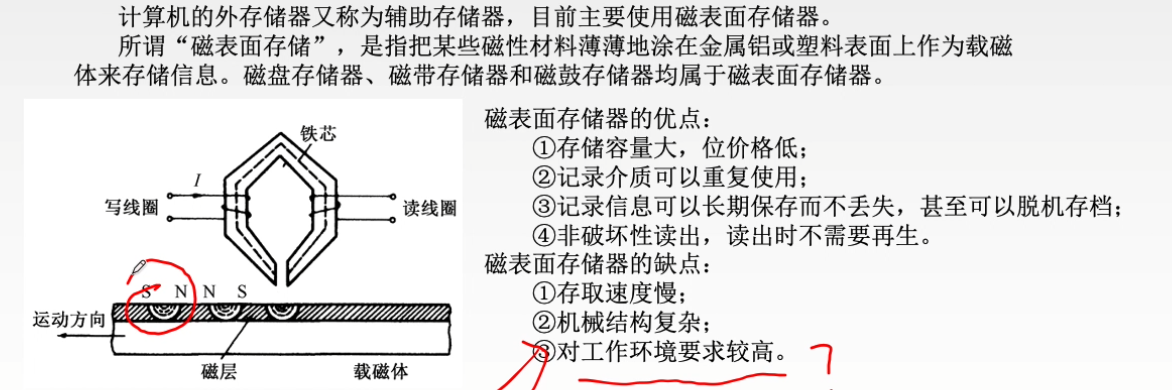 计算机的外存储器又称为辅助存储器，目前主要使用磁表面存储器。
所谓“磁表面存储”，是指把某些磁性材料薄薄地涂在金属铝或塑料表面上作为载磁
体来存储信息。磁盘存储器、磁带存储器和磁鼓存储器均属于磁表面存储器。
铁芯
I
写线圈
读线圈
S N N S
运动方向
磁层
载磁体
磁表面存储器的优点：
①存储容量大，位价格低；
②记录介质可以重复使用；
③记录信息可以长期保存而不丢失，甚至可以脱机存档；
④非破坏性读出，读出时不需要再生。
磁表面存储器的缺点：
①存取速度慢；
②机械结构复杂；
③对工作环境要求较高。